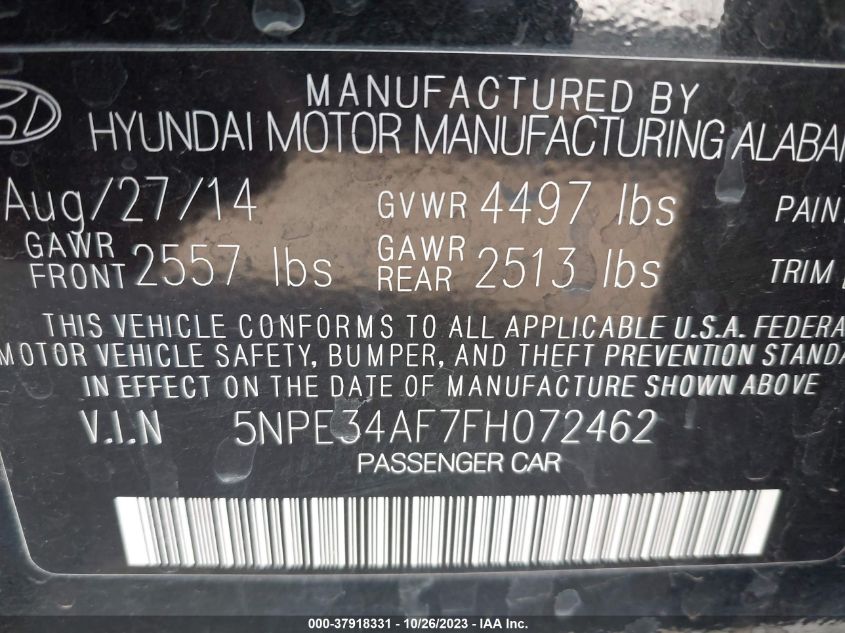 MANUFACTURED BY
HYUNDAI MOTOR MANUFACTURING ALABA
Aug/27/14 GVWR 4497 lbs PAIN
GAWR FRONT 2557 lbs GAWR REAR 2513 lbs TRIM
THIS VEHICLE CONFORMS TO ALL APPLICABLE U.S.A. FEDERA
MOTOR VEHICLE SAFETY, BUMPER, AND THEFT PREVENTION STANDA
IN EFFECT ON THE DATE OF MANUFACTURE SHOWN ABOVE
V.I.N 5NPE34AF7FH072462
PASSENGER CAR
000-37918331 - 10/26/2023 - IAA Inc.